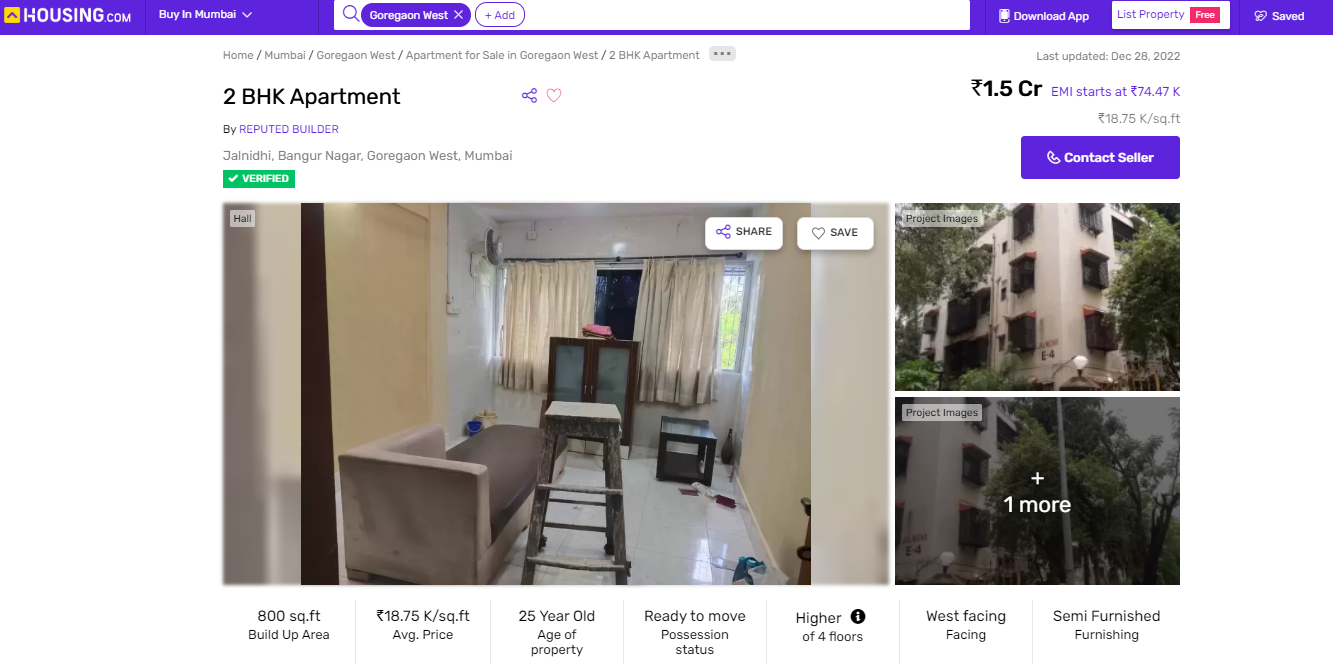 HOUSING.COM
Buy In Mumbai
Goregaon West
+ Add
Download App
List Property Free
Saved
Home / Mumbai / Goregaon West / Apartment for Sale in Goregaon West / 2 BHK Apartment
Last updated: Dec 28, 2022
2 BHK Apartment
₹1.5 Cr EMI starts at ₹74.47 K
₹18.75 K/sq.ft
By REPUTED BUILDER
Jalnidhi, Bangur Nagar, Goregaon West, Mumbai
VERIFIED
Contact Seller
Hall
SHARE
SAVE
Project Images
E-4
Project Images
+
1 more
E-4
800 sq.ft
Build Up Area
₹18.75 K/sq.ft
Avg. Price
25 Year Old
Age of
property
Ready to move
Possession
status
Higher
of 4 floors
West facing
Facing
Semi Furnished
Furnishing